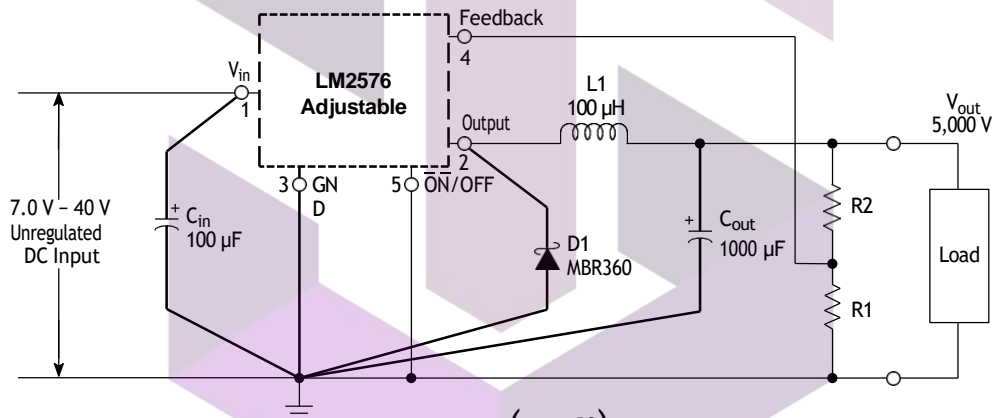 Feedback
4
V_in
1
LM2576
Adjustable
Output
2
L1
100 µH
V_out
5,000 V
3
GN
D
5
ON/OFF
7.0 V – 40 V
Unregulated
DC Input
+
C_in
100 µF
D1
MBR360
+
C_out
1000 µF
R2
R1
Load